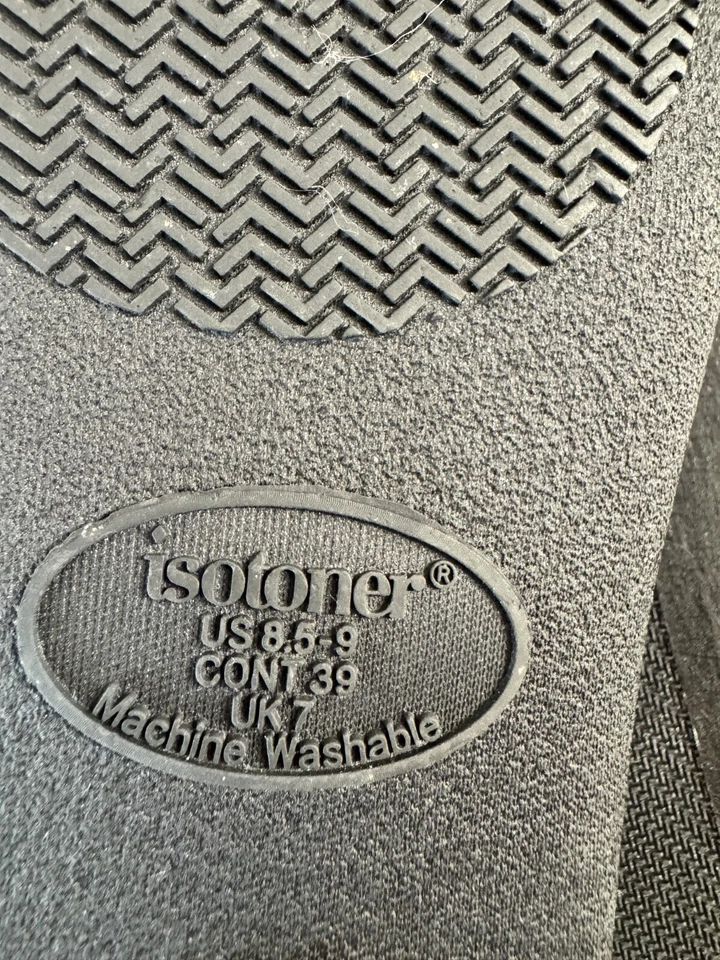 isotoner®
US 8.5-9
CONT 39
UK 7
Machine Washable